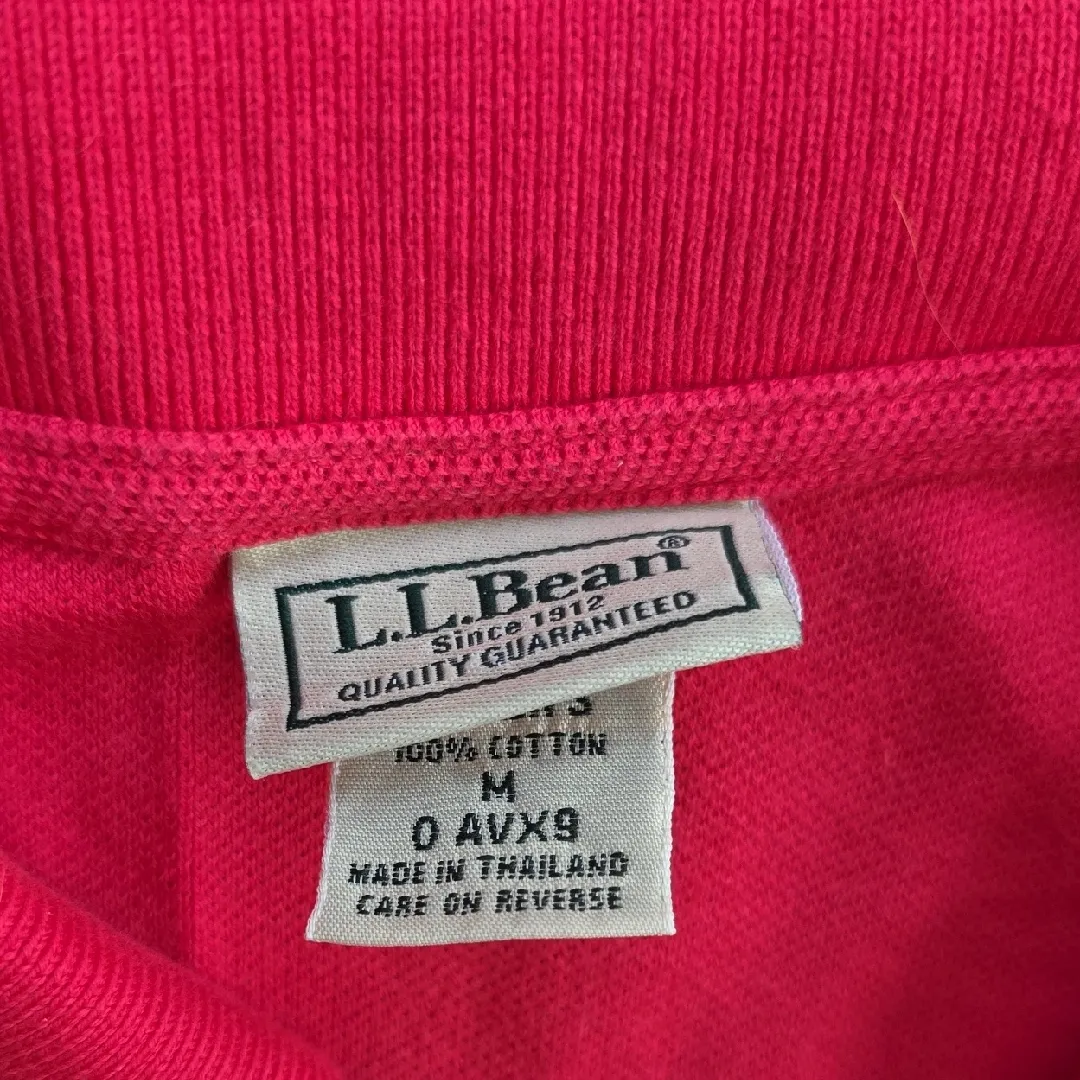 L.L.Bean®
Since 1912
QUALITY GUARANTEED
100% COTTON
M
0 AVX9
MADE IN THAILAND
CARE ON REVERSE